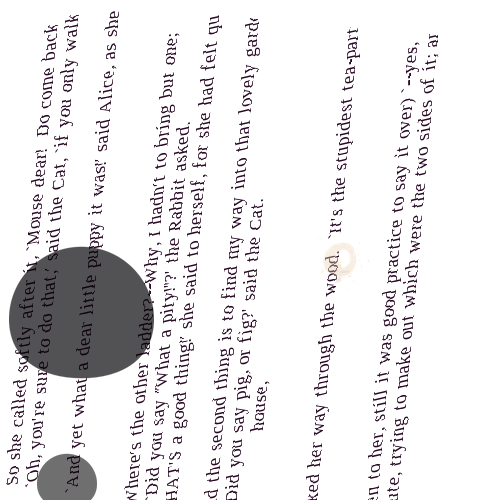 So she called softly after it, `Mouse dear! Do come back
`Oh, you're sure to do that,' said the Cat, `if you only walk
`And yet what a dear little puppy it was!' said Alice, as she
Where's the other ladder?--Why, I hadn't to bring but one;
`Did you say "What a pity!"?' the Rabbit asked.
HAT'S a good thing!' she said to herself, for she had felt qu
the second thing is to find my way into that lovely
Did you say pig, or fig?' said the Cat.
house,
her way through the wood. `It's the stupidest tea-part
to her, still it was good practice to say it over) `--yes,
trying to make out which were the two sides of it;